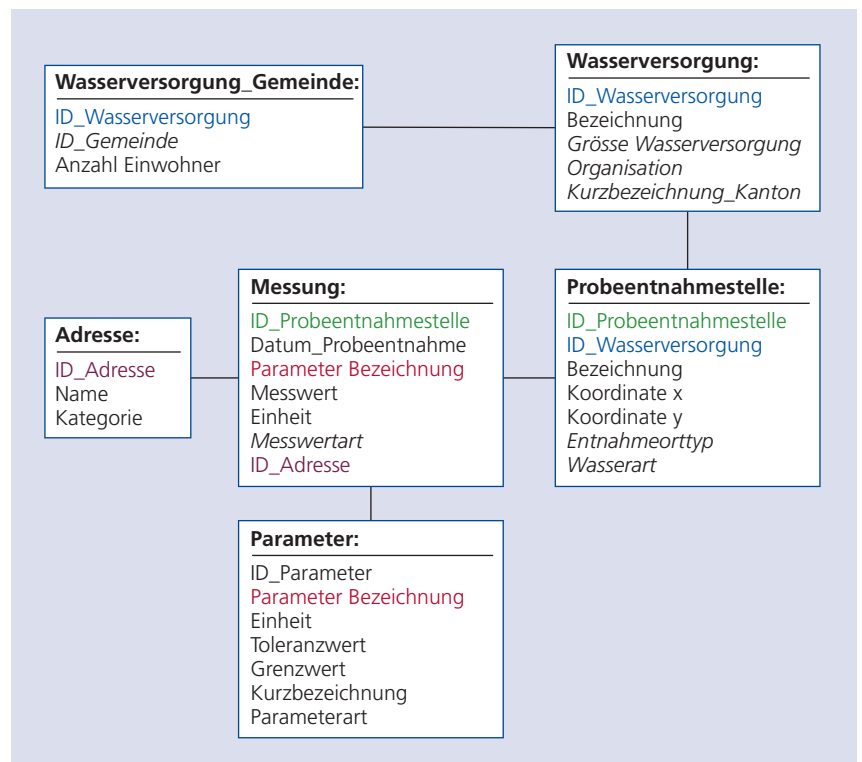 Wasserversorgung_Gemeinde:
ID_Wasserversorgung
ID_Gemeinde
Anzahl Einwohner
Wasserversorgung:
ID_Wasserversorgung
Bezeichnung
Grösse Wasserversorgung
Organisation
Kurzbezeichnung_Kanton
Adresse:
ID_Adresse
Name
Kategorie
Messung:
ID_Probeentnahmestelle
Datum_Probeentnahme
Parameter Bezeichnung
Messwert
Einheit
Messwertart
ID_Adresse
Probeentnahmestelle:
ID_Probeentnahmestelle
ID_Wasserversorgung
Bezeichnung
Koordinate x
Koordinate y
Entnahmeorttyp
Wasserart
Parameter:
ID_Parameter
Parameter Bezeichnung
Einheit
Toleranzwert
Grenzwert
Kurzbezeichnung
Parameterart